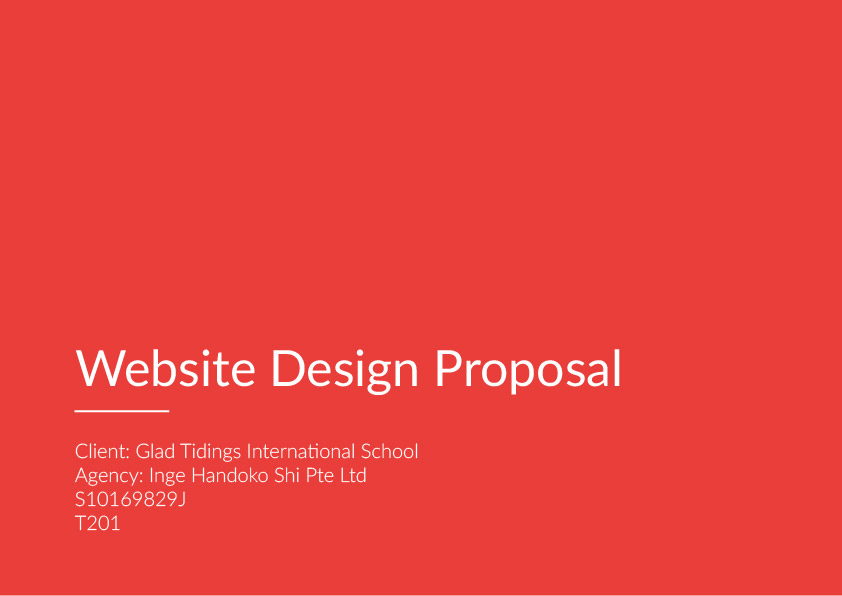 Website Design Proposal
Client: Glad Tidings International School
Agency: Inge Handoko Shi Pte Ltd
S10169829J
T201